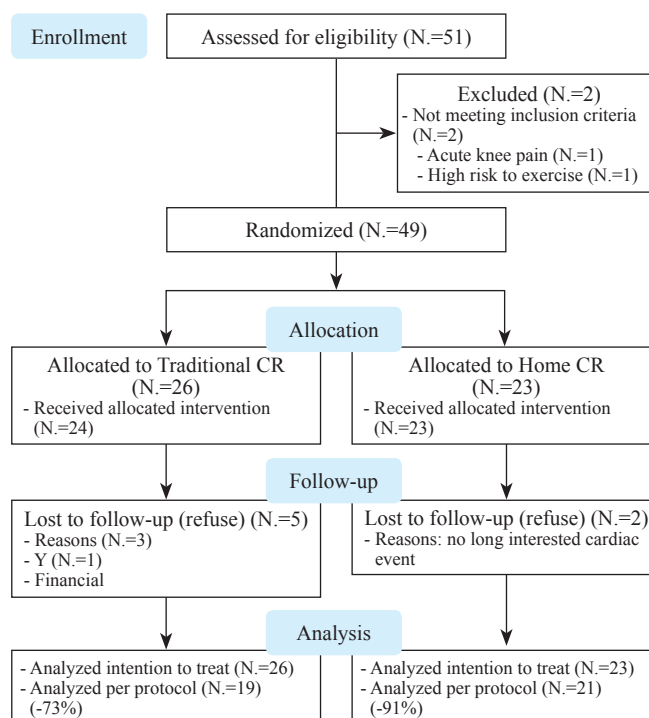 Enrollment
Assessed for eligibility (N.=51)
Excluded (N.=2)
- Not meeting inclusion criteria
(N.=2)
- Acute knee pain (N.=1)
- High risk to exercise (N.=1)
Randomized (N.=49)
Allocation
Allocated to Traditional CR
(N.=26)
- Received allocated intervention
(N.=24)
Allocated to Home CR
(N.=23)
- Received allocated intervention
(N.=23)
Follow-up
Lost to follow-up (refuse) (N.=5)
- Reasons (N.=3)
- Y (N.=1)
- Financial
Lost to follow-up (refuse) (N.=2)
- Reasons: no long interested cardiac
event
Analysis
- Analyzed intention to treat (N.=26)
- Analyzed per protocol (N.=19)
(-73%)
- Analyzed intention to treat (N.=23)
- Analyzed per protocol (N.=21)
(-91%)